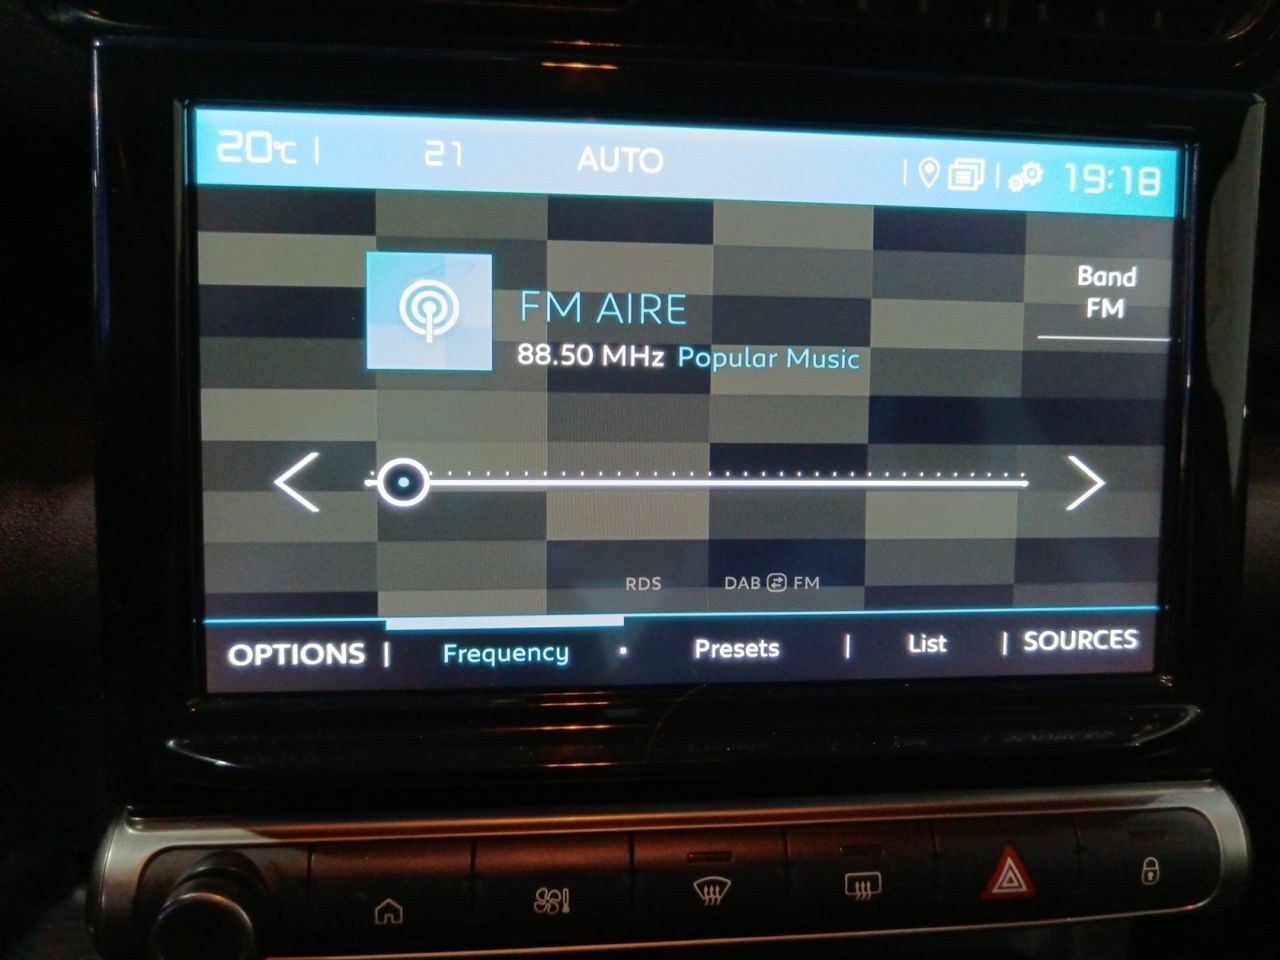 20°C | 21 AUTO 19:18
Band
FM
FM AIRE
88.50 MHz Popular Music
RDS DAB FM
OPTIONS | Frequency Presets | List | SOURCES